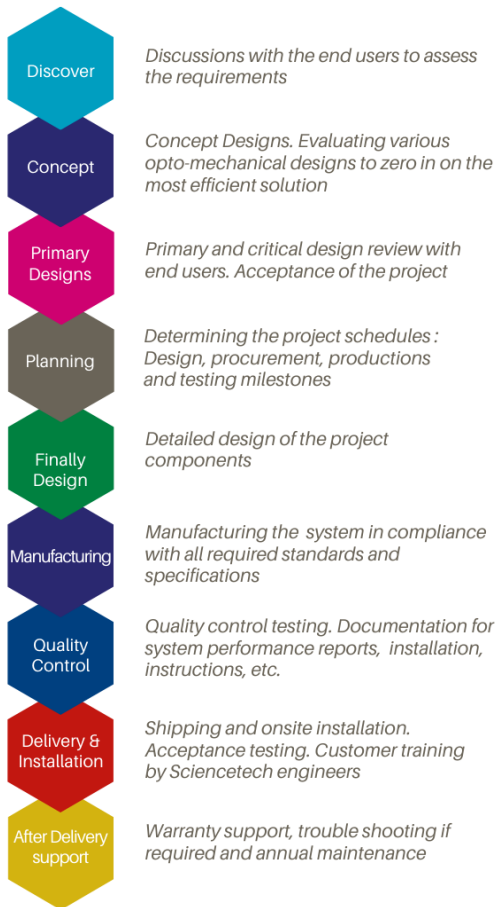 Discover
Discussions with the end users to assess
the requirements
Concept
Concept Designs. Evaluating various
opto-mechanical designs to zero in on the
most efficient solution
Primary
Designs
Primary and critical design review with
end users. Acceptance of the project
Planning
Determining the project schedules :
Design, procurement, productions
and testing milestones
Finally
Design
Detailed design of the project
components
Manufacturing
Manufacturing the system in compliance
with all required standards and
specifications
Quality
Control
Quality control testing. Documentation for
system performance reports, installation,
instructions, etc.
Delivery &
Installation
Shipping and onsite installation.
Acceptance testing. Customer training
by Sciencetech engineers
After Delivery
support
Warranty support, trouble shooting if
required and annual maintenance